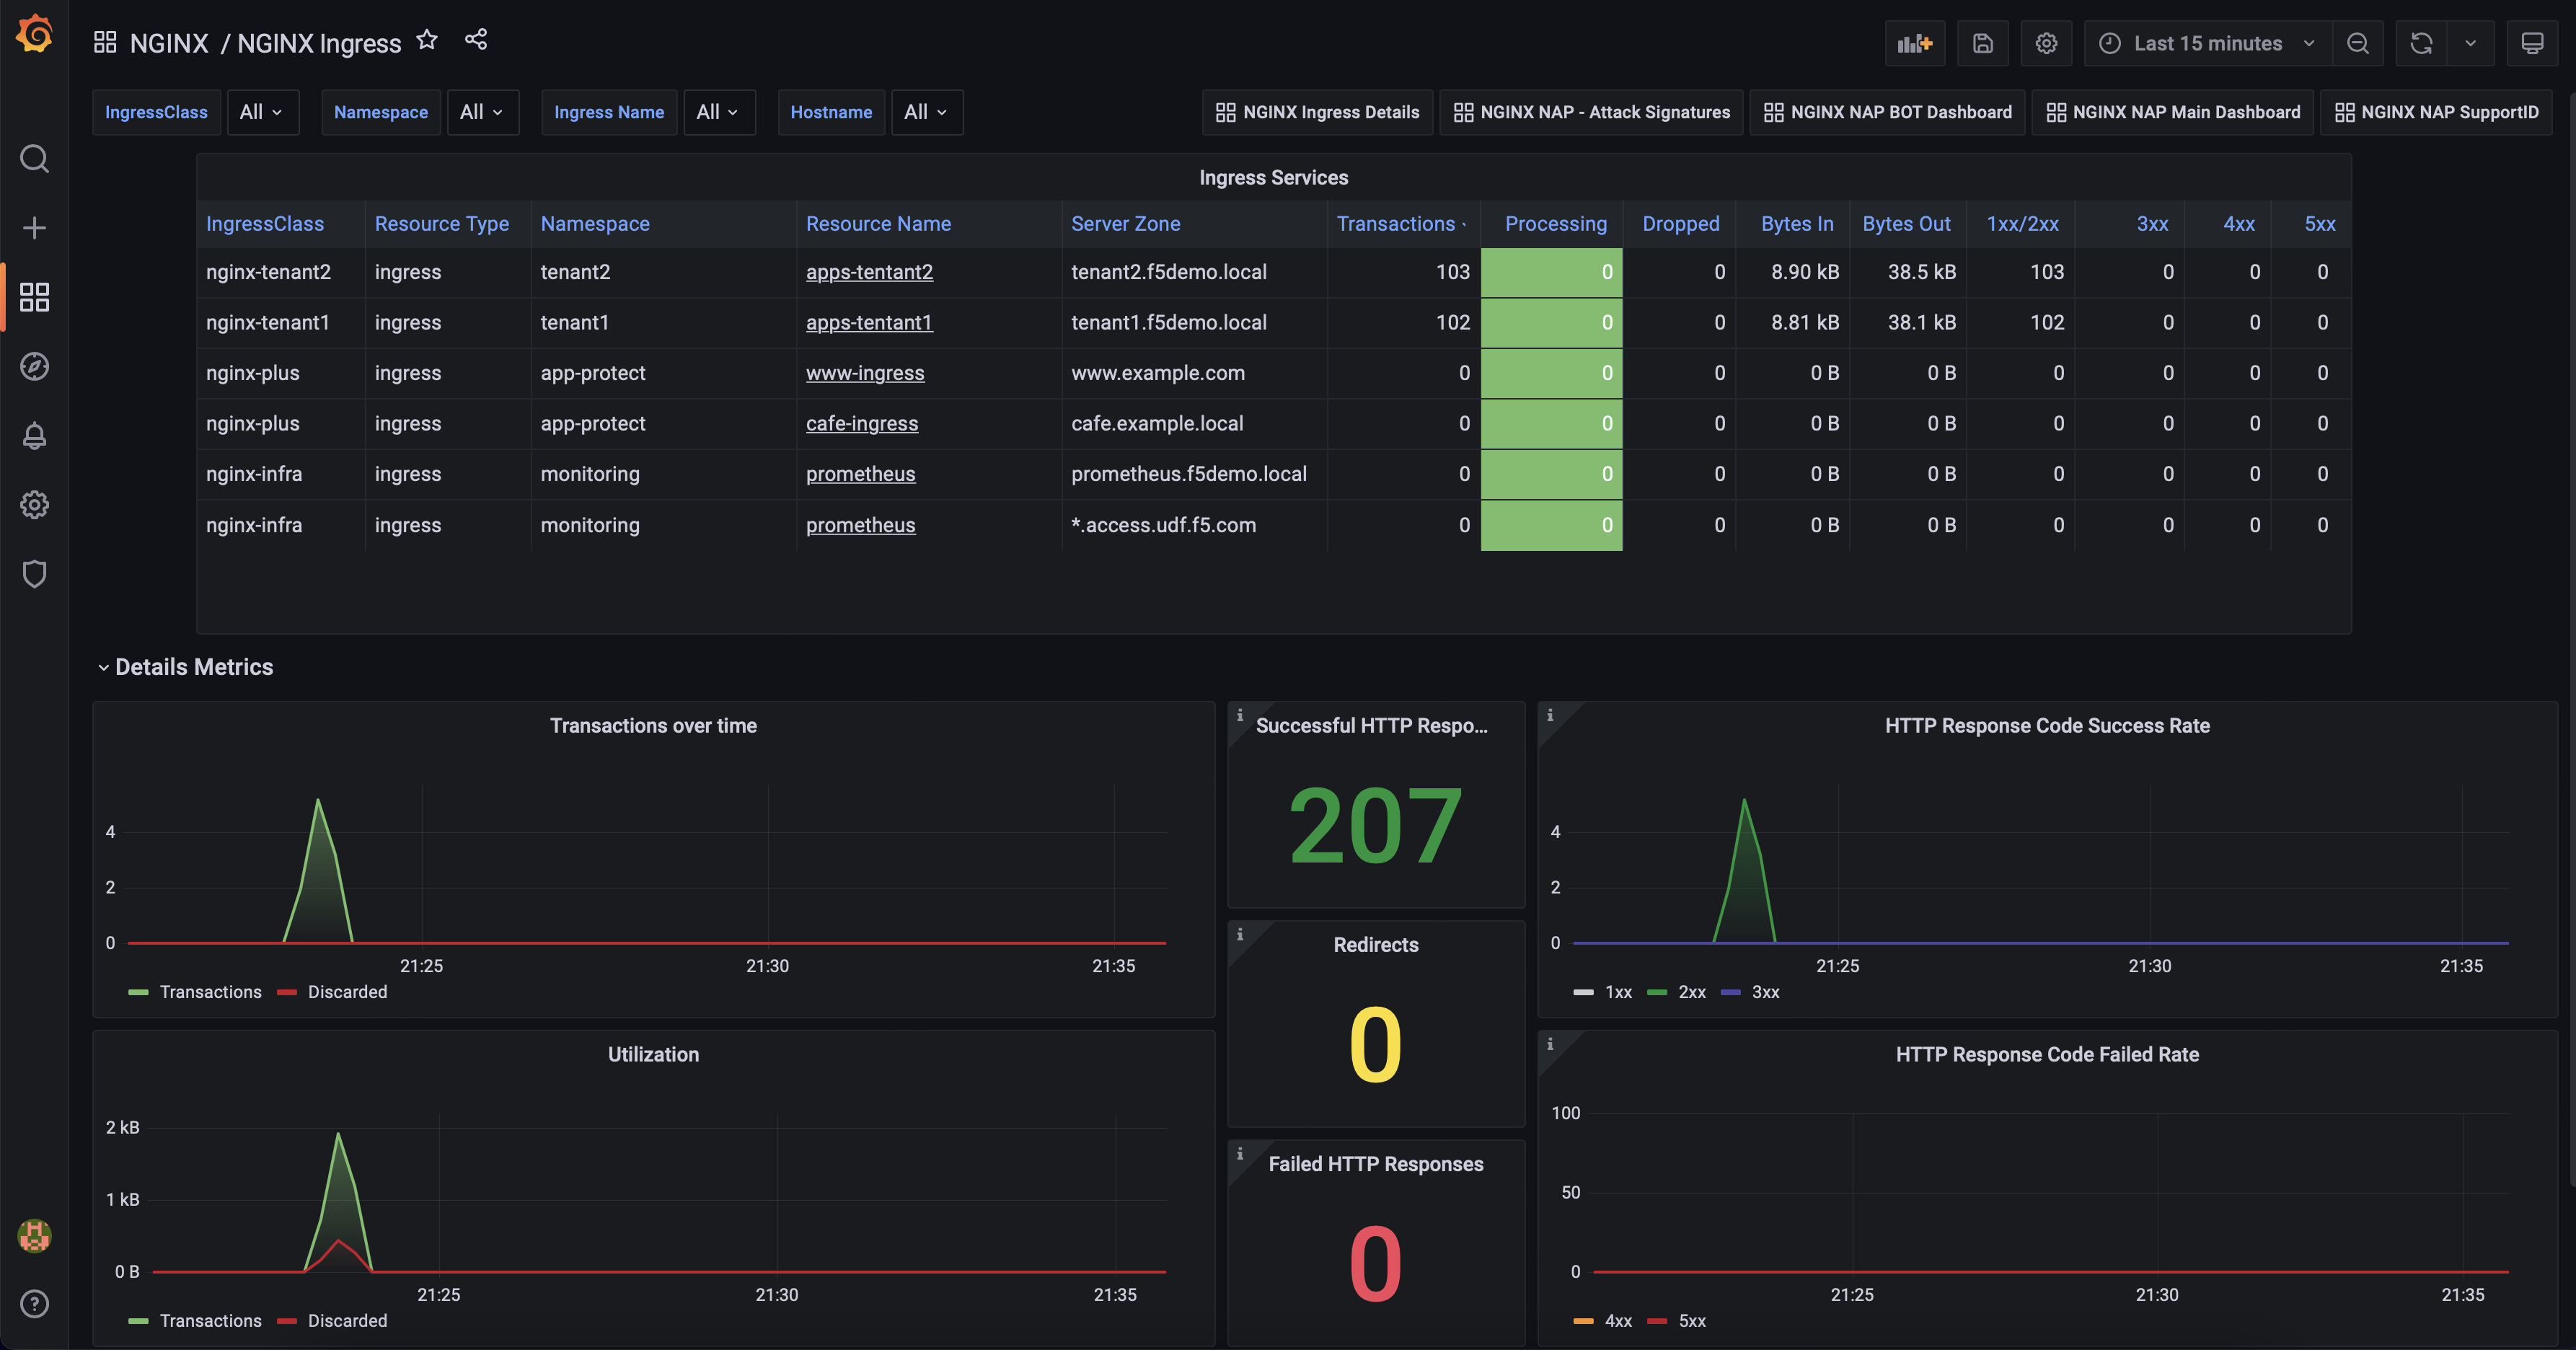 NGINX / NGINX Ingress
Last 15 minutes
IngressClass All Namespace All Ingress Name All Hostname All
NGINX Ingress Details NGINX NAP - Attack Signatures NGINX NAP BOT Dashboard NGINX NAP Main Dashboard NGINX NAP SupportID
Ingress Services
IngressClass Resource Type Namespace Resource Name Server Zone Transactions Processing Dropped Bytes In Bytes Out 1xx/2xx 3xx 4xx 5xx
nginx-tenant2 ingress tenant2 apps-tentant2 tenant2.f5demo.local 103 0 0 8.90 kB 38.5 kB 103 0 0 0
nginx-tenant1 ingress tenant1 apps-tentant1 tenant1.f5demo.local 102 0 0 8.81 kB 38.1 kB 102 0 0 0
nginx-plus ingress app-protect www-ingress www.example.com 0 0 0 0 B 0 B 0 0 0 0
nginx-plus ingress app-protect cafe-ingress cafe.example.local 0 0 0 0 B 0 B 0 0 0 0
nginx-infra ingress monitoring prometheus prometheus.f5demo.local 0 0 0 0 B 0 B 0 0 0 0
nginx-infra ingress monitoring prometheus *.access.udf.f5.com 0 0 0 0 B 0 B 0 0 0 0
Details Metrics
Transactions over time
4
2
0
21:25 21:30 21:35
Transactions Discarded
i
Successful HTTP Respo...
207
i
HTTP Response Code Success Rate
4
2
0
21:25 21:30 21:35
1xx 2xx 3xx
i
Redirects
0
Utilization
2 kB
1 kB
0 B
21:25 21:30 21:35
Transactions Discarded
i
Failed HTTP Responses
0
i
HTTP Response Code Failed Rate
100
50
0
21:25 21:30 21:35
4xx 5xx
?